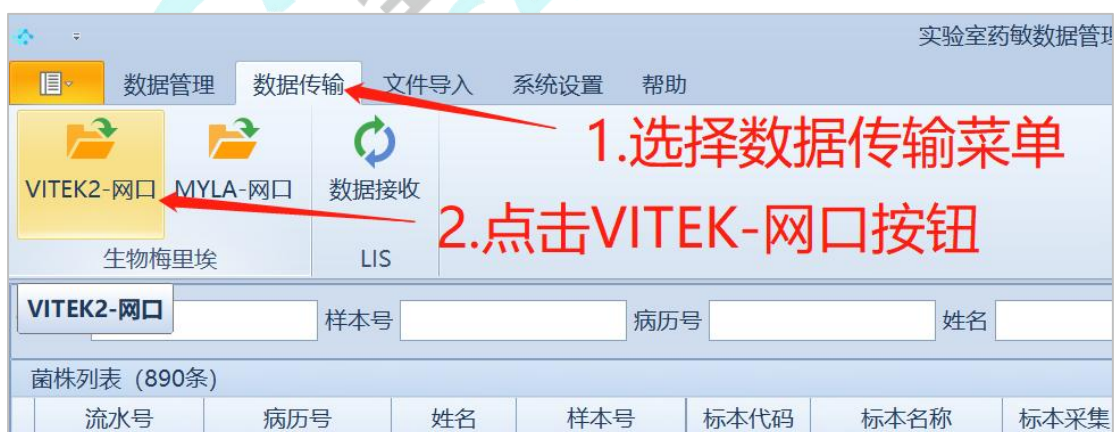 实验室药敏数据管理
数据管理 数据传输 文件导入 系统设置 帮助
1.选择数据传输菜单
VITEK2-网口 MYLA-网口 数据接收
2.点击VITEK-网口按钮
生物梅里埃 LIS
VITEK2-网口 样本号 病历号 姓名
菌株列表（890条)
流水号 病历号 姓名 样本号 标本代码 标本名称 标本采集